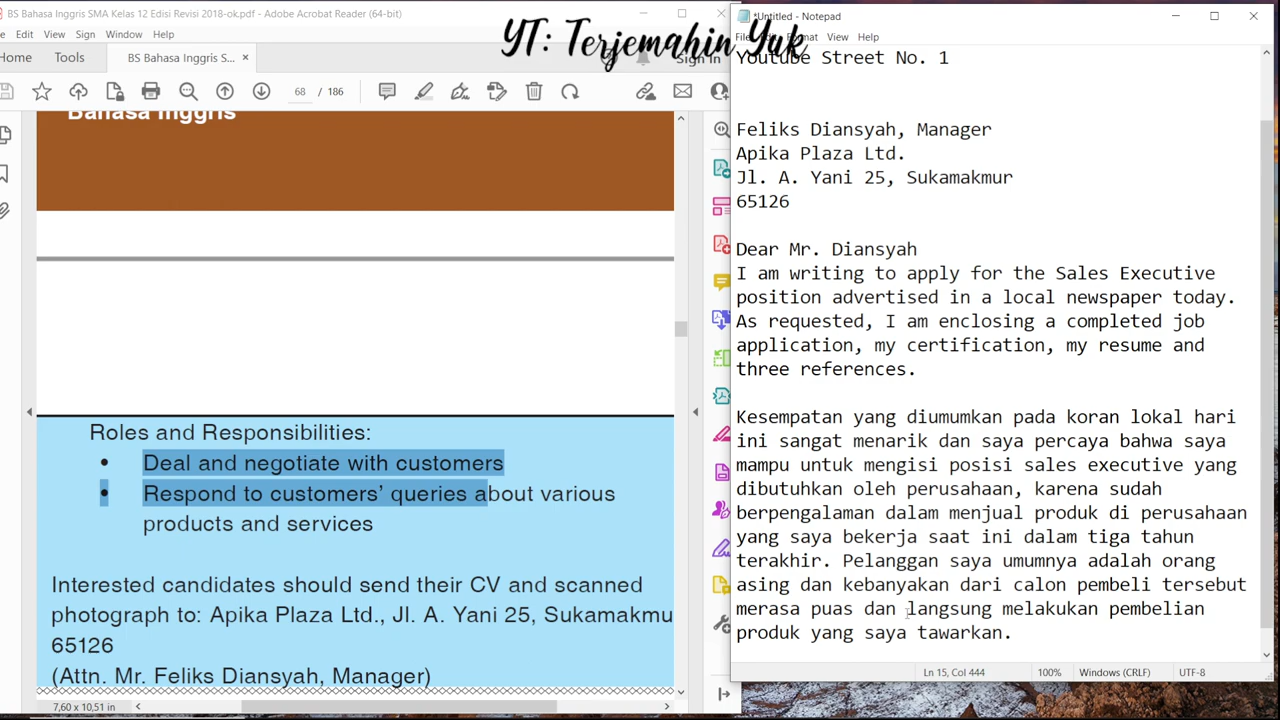 BS Bahasa Inggris SMA Kelas 12 Edisi Revisi 2018-ok.pdf - Adobe Acrobat Reader (64-bit)
Edit View Sign Window Help
Home Tools BS Bahasa Inggris S... ×
Sign In
68 / 186
Bahasa Inggris
Roles and Responsibilities:
• Deal and negotiate with customers
• Respond to customers' queries about various
products and services
Interested candidates should send their CV and scanned
photograph to: Apika Plaza Ltd., Jl. A. Yani 25, Sukamakmu
65126
(Attn. Mr. Feliks Diansyah, Manager)
7,60 x 10,51 in
YT: Terjemahin Yuk
*Untitled - Notepad
File Edit Format View Help
Youtube Street No. 1
Feliks Diansyah, Manager
Apika Plaza Ltd.
Jl. A. Yani 25, Sukamakmur
65126
Dear Mr. Diansyah
I am writing to apply for the Sales Executive
position advertised in a local newspaper today.
As requested, I am enclosing a completed job
application, my certification, my resume and
three references.
Kesempatan yang diumumkan pada koran lokal hari
ini sangat menarik dan saya percaya bahwa saya
mampu untuk mengisi posisi sales executive yang
dibutuhkan oleh perusahaan, karena sudah
berpengalaman dalam menjual produk di perusahaan
yang saya bekerja saat ini dalam tiga tahun
terakhir. Pelanggan saya umumnya adalah orang
asing dan kebanyakan dari calon pembeli tersebut
merasa puas dan langsung melakukan pembelian
produk yang saya tawarkan.
Ln 15, Col 444 100% Windows (CRLF) UTF-8